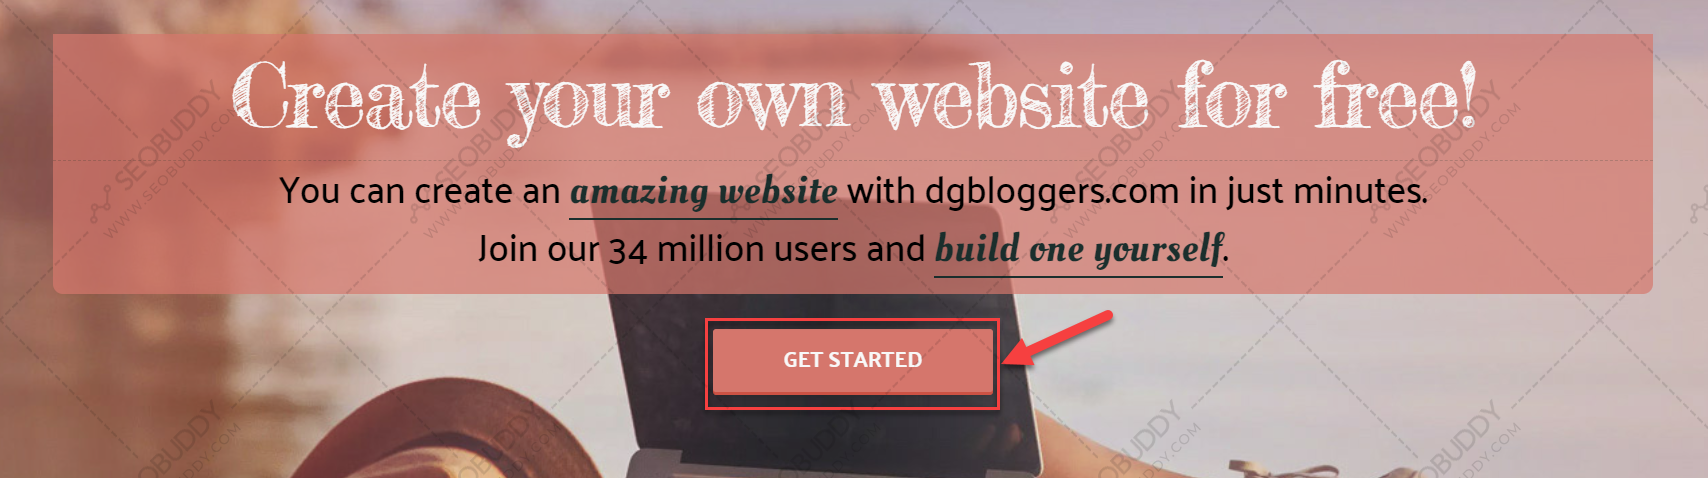 Create your own website for free!
You can create an amazing website with dgbloggers.com in just minutes.
Join our 34 million users and build one yourself.
GET STARTED
SEOBUDDY
WWW.SEOBUDDY.COM